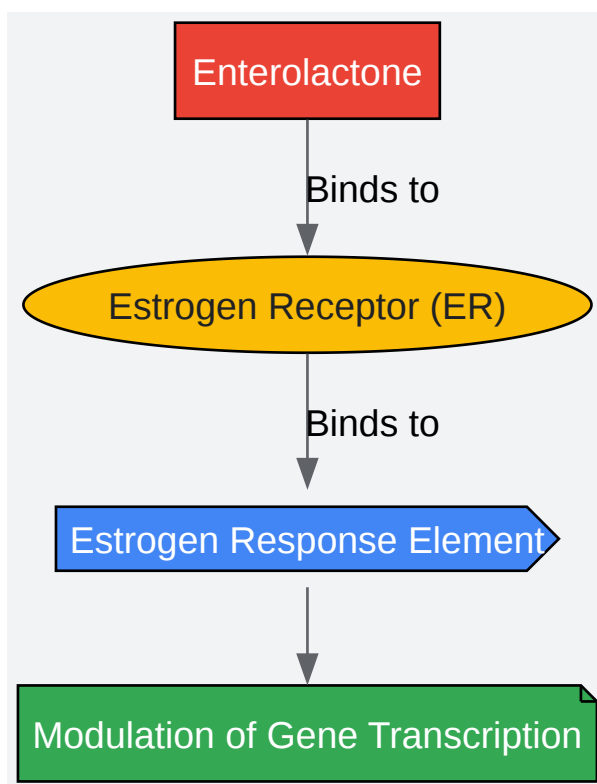 Enterolactone
Binds to
Estrogen Receptor (ER)
Binds to
Estrogen Response Element
Modulation of Gene Transcription